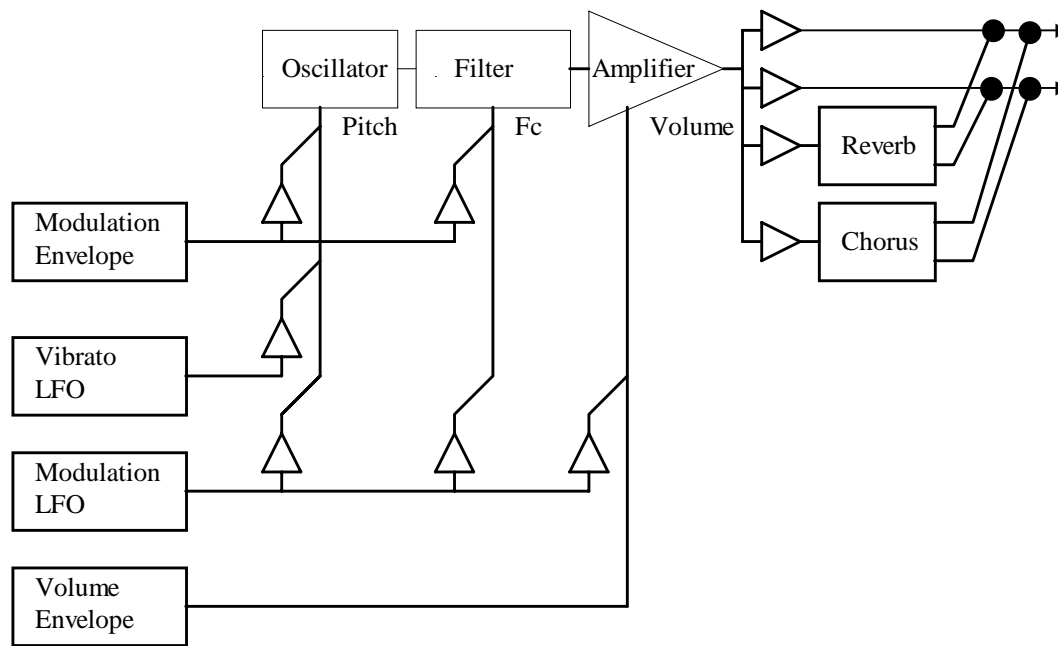 Oscillator
Filter
Amplifier
Pitch
Fc
Volume
Reverb
Chorus
Modulation
Envelope
Vibrato
LFO
Modulation
LFO
Volume
Envelope